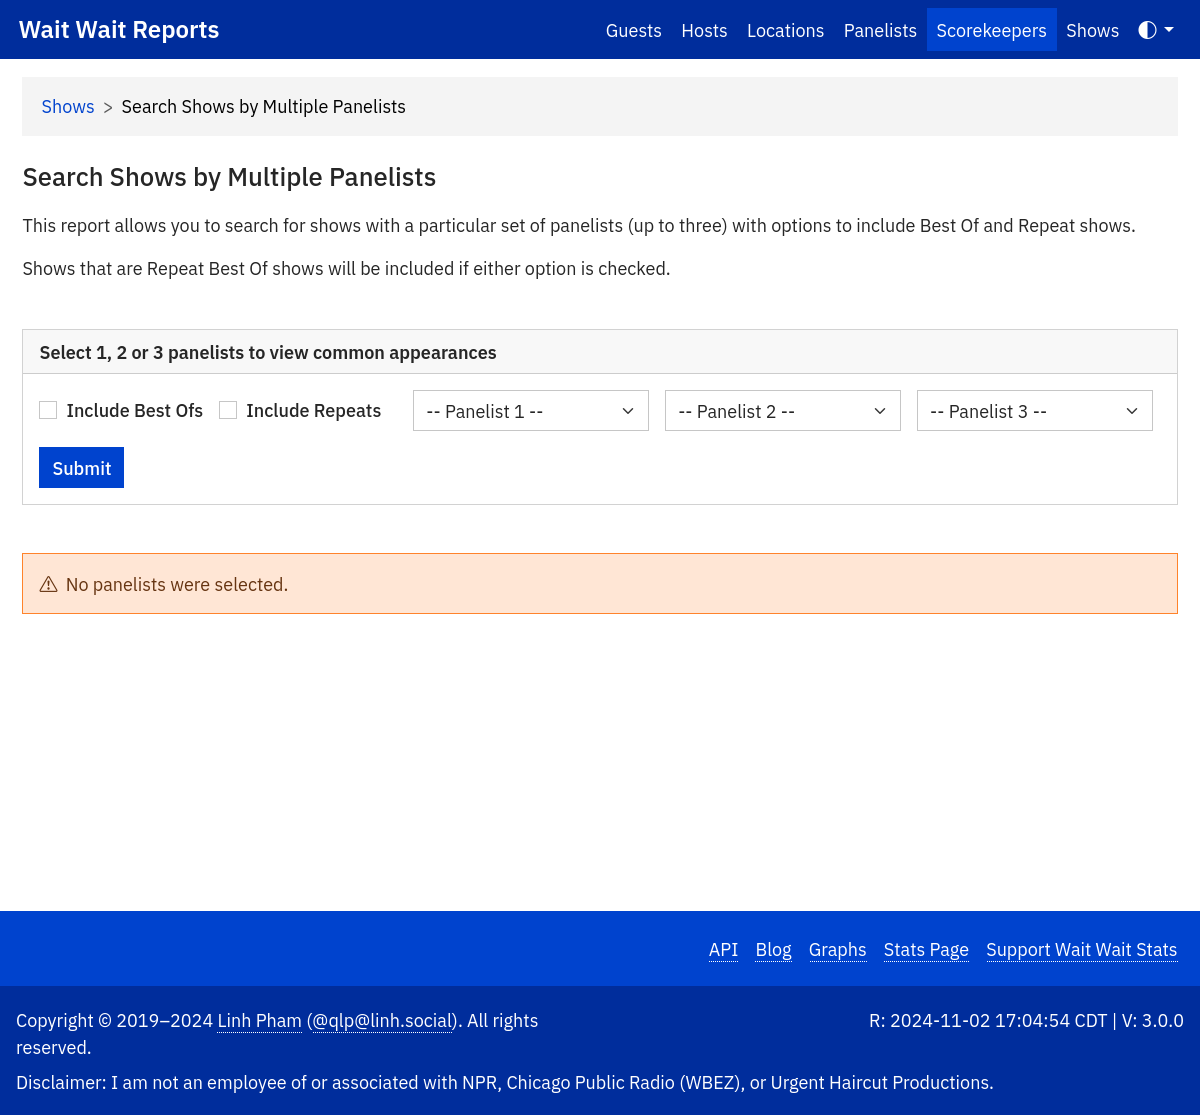 Wait Wait Reports
Guests Hosts Locations Panelists Scorekeepers Shows
Shows > Search Shows by Multiple Panelists
Search Shows by Multiple Panelists
This report allows you to search for shows with a particular set of panelists (up to three) with options to include Best Of and Repeat shows.
Shows that are Repeat Best Of shows will be included if either option is checked.
Select 1, 2 or 3 panelists to view common appearances
Include Best Ofs Include Repeats -- Panelist 1 -- -- Panelist 2 -- -- Panelist 3 --
Submit
No panelists were selected.
API Blog Graphs Stats Page Support Wait Wait Stats
Copyright © 2019–2024 Linh Pham (@qlp@linh.social). All rights
reserved.
R: 2024-11-02 17:04:54 CDT | V: 3.0.0
Disclaimer: I am not an employee of or associated with NPR, Chicago Public Radio (WBEZ), or Urgent Haircut Productions.